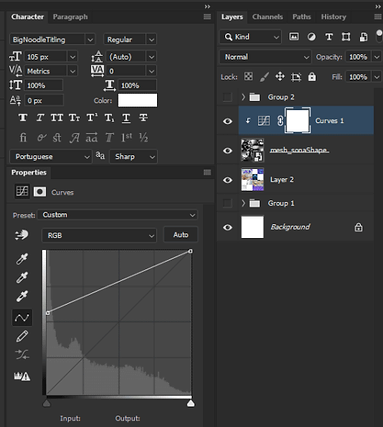 Character Paragraph
BigNoodleTitling Regular
105 px (Auto)
Metrics 0
100% 100%
0 px Color:
T T TT Tt T¹ T₁ T T
fi st A aa T 1st ½
Portuguese aa Sharp
Properties
Curves
Preset: Custom
RGB Auto
Input: Output:
Layers Channels Paths History
Kind
Normal Opacity: 100%
Lock: Fill: 100%
Group 2
Curves 1
mesh_sonaShape..
Layer 2
Group 1
Background